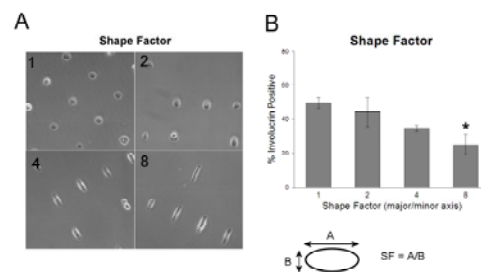 A
Shape Factor
1
2
4
8
B
Shape Factor
% Involucrin Positive
80
60
40
20
0
*
1 2 4 8
Shape Factor (major/minor axis)
A
B
SF = A/B